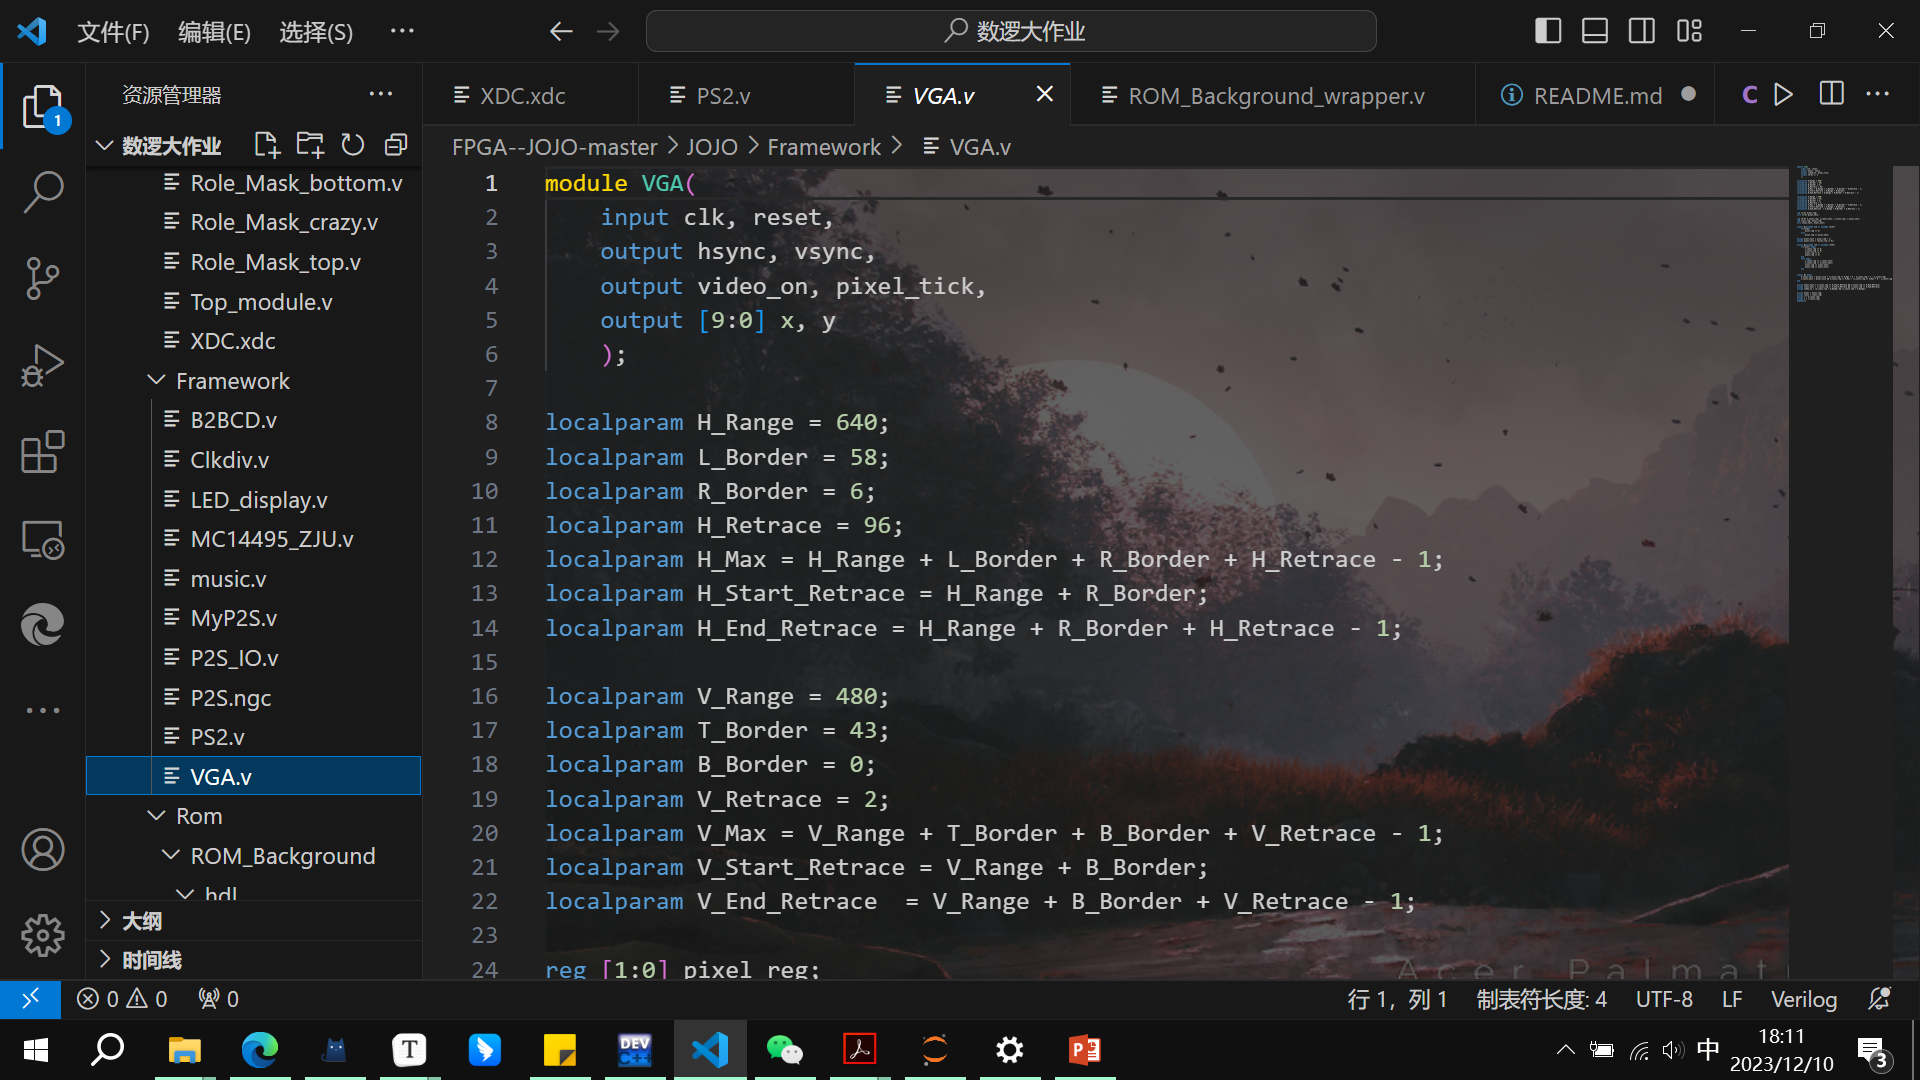 文件(F) 编辑(E) 选择(S) ··· 数逻大作业
1
资源管理器 ···
数逻大作业
Role_Mask_bottom.v
Role_Mask_crazy.v
Role_Mask_top.v
Top_module.v
XDC.xdc
Framework
B2BCD.v
Clkdiv.v
LED_display.v
MC14495_ZJU.v
music.v
MyP2S.v
P2S_IO.v
P2S.ngc
PS2.v
VGA.v
Rom
ROM_Background
hdl
大纲
时间线
XDC.xdc PS2.v VGA.v ROM_Background_wrapper.v README.md
FPGA--JOJO-master > JOJO > Framework > VGA.v
1 module VGA(
2 input clk, reset,
3 output hsync, vsync,
4 output video_on, pixel_tick,
5 output [9:0] x, y
6 );
7
8 localparam H_Range = 640;
9 localparam L_Border = 58;
10 localparam R_Border = 6;
11 localparam H_Retrace = 96;
12 localparam H_Max = H_Range + L_Border + R_Border + H_Retrace - 1;
13 localparam H_Start_Retrace = H_Range + R_Border;
14 localparam H_End_Retrace = H_Range + R_Border + H_Retrace - 1;
15
16 localparam V_Range = 480;
17 localparam T_Border = 43;
18 localparam B_Border = 0;
19 localparam V_Retrace = 2;
20 localparam V_Max = V_Range + T_Border + B_Border + V_Retrace - 1;
21 localparam V_Start_Retrace = V_Range + B_Border;
22 localparam V_End_Retrace  = V_Range + B_Border + V_Retrace - 1;
23
24 reg [1:0] pixel_reg;
Acer Palmat
0 0 0 行 1，列 1 制表符长度: 4 UTF-8 LF Verilog
T DEV C++ P 中 18:11
2023/12/10
3